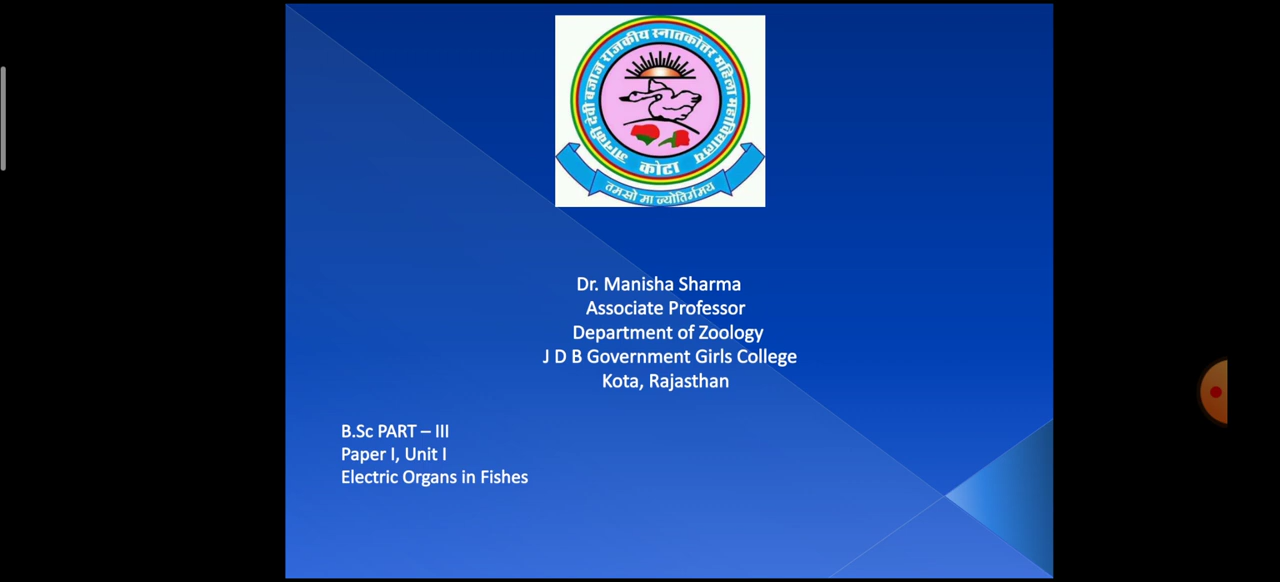 जानकी देवी बजाज राजकीय स्नातकोत्तर महिला महाविद्यालय
कोटा
तमसो मा ज्योतिर्गमय
Dr. Manisha Sharma
Associate Professor
Department of Zoology
J D B Government Girls College
Kota, Rajasthan
B.Sc PART – III
Paper I, Unit I
Electric Organs in Fishes